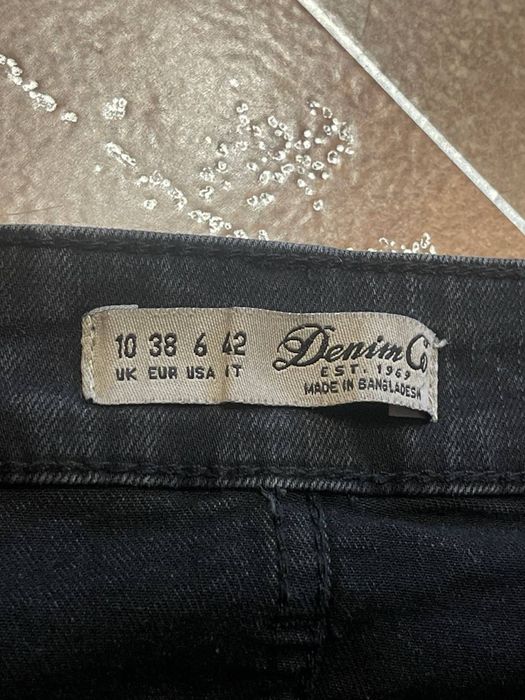 10 38 6 42
UK EUR USA IT
Denim Co
EST. 1969
MADE IN BANGLADESH